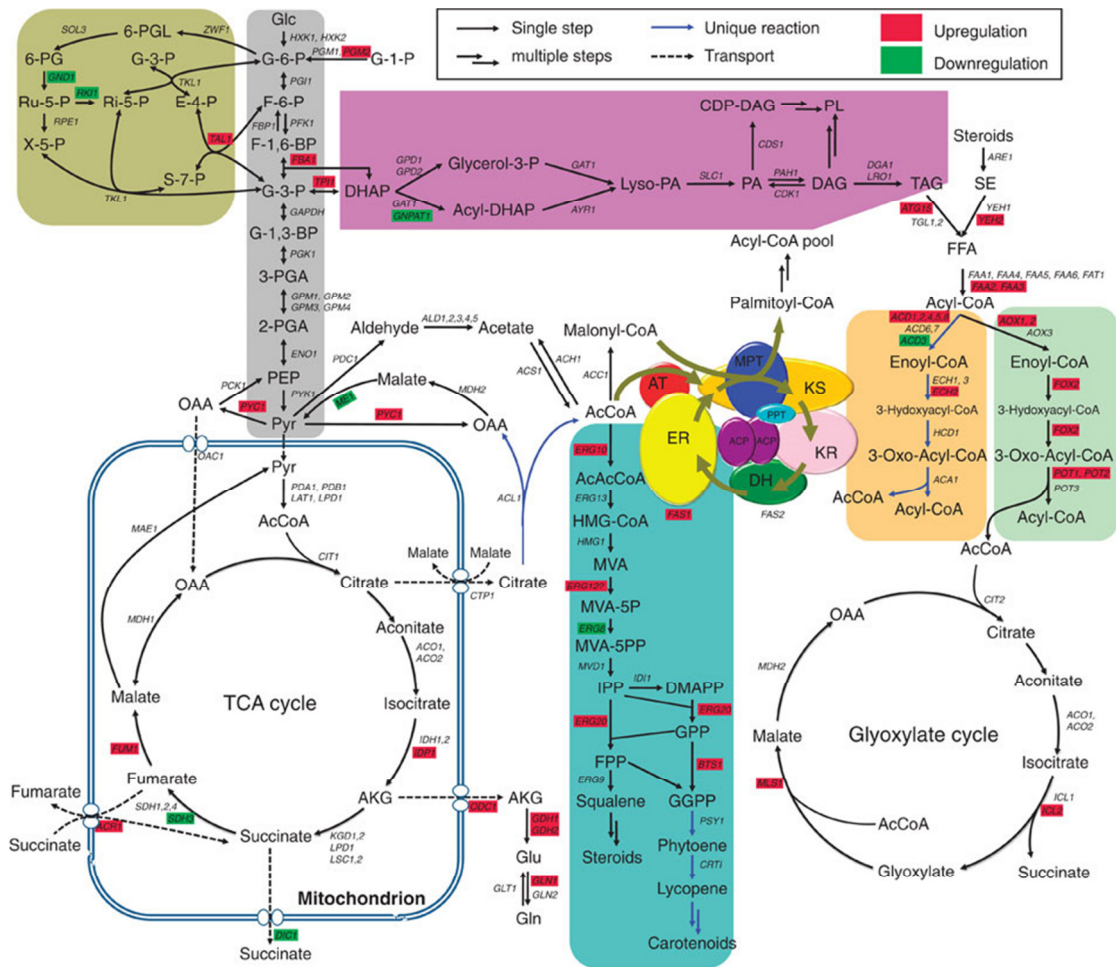 Single step
Unique reaction
Upregulation
multiple steps
Transport
Downregulation
Glc
HXK1, HXK2
PGM1, PGM2
G-6-P
G-1-P
PGI1
F-6-P
FBP1
PFK1
F-1,6-BP
FBA1
G-3-P
TPI1
GAPDH
G-1,3-BP
PGK1
3-PGA
GPM1, GPM2
GPM3, GPM4
2-PGA
ENO1
PEP
PYK1
Pyr
SOL3
6-PGL
ZWF1
6-PG
G-3-P
GND1
RKI1
TKL1
Ru-5-P
Ri-5-P
E-4-P
RPE1
TAL1
X-5-P
S-7-P
TKL1
DHAP
GPD1
GPD2
Glycerol-3-P
GAT1
GAT1
GNPAT1
Acyl-DHAP
AYR1
Lyso-PA
SLC1
PA
PAH1
CDK1
DAG
CDS1
CDP-DAG
PL
DGA1
LRO1
TAG
Steroids
ARE1
SE
ATG15
TGL1,2
YEH1
YEH2
FFA
FAA1, FAA4, FAA5, FAA6, FAT1
FAA2, FAA3
Acyl-CoA
ACD1,2,4,5,8
ACD6,7
ACD3
Enoyl-CoA
ECH1, 3
ECH2
3-Hydoxyacyl-CoA
HCD1
3-Oxo-Acyl-CoA
ACA1
AcCoA
Acyl-CoA
AOX1, 2
AOX3
Enoyl-CoA
FOX2
3-Hydoxyacyl-CoA
FOX2
3-Oxo-Acyl-CoA
POT1, POT2
POT3
Acyl-CoA
AcCoA
Acyl-CoA pool
Palmitoyl-CoA
Malonyl-CoA
ACC1
AT
MPT
KS
PPT
ER
ACP
ACP
KR
DH
FAS1
FAS2
Aldehyde
ALD1,2,3,4,5
Acetate
PDC1
ACS1
ACH1
AcCoA
Malate
MDH2
ME1
PCK1
OAA
PYC1
PYC1
OAA
OAC1
ACL1
Pyr
PDA1, PDB1
LAT1, LPD1
MAE1
AcCoA
CIT1
OAA
Citrate
Malate
Malate
CTP1
Citrate
MDH1
Aconitate
ACO1,
ACO2
TCA cycle
Malate
Isocitrate
IDH1,2
IDP1
FUM1
Fumarate
AKG
ODC1
AKG
Fumarate
SDH1,2,4
SDH3
ACR1
Succinate
Succinate
KGD1,2
LPD1
LSC1,2
Mitochondrion
DIC1
Succinate
GDH1
GDH2
Glu
GLT1
GLN1
GLN2
Gln
ERG10
AcAcCoA
ERG13
HMG-CoA
HMG1
MVA
ERG12?
MVA-5P
ERG8
MVA-5PP
MVD1
IPP
IDI1
DMAPP
ERG20
ERG20
GPP
FPP
BTS1
ERG9
Squalene
GGPP
PSY1
Steroids
Phytoene
CRTI
Lycopene
Carotenoids
CIT2
OAA
Citrate
MDH2
Aconitate
ACO1,
ACO2
Malate
Glyoxylate cycle
Isocitrate
MLS1
ICL1
ICL2
AcCoA
Glyoxylate
Succinate